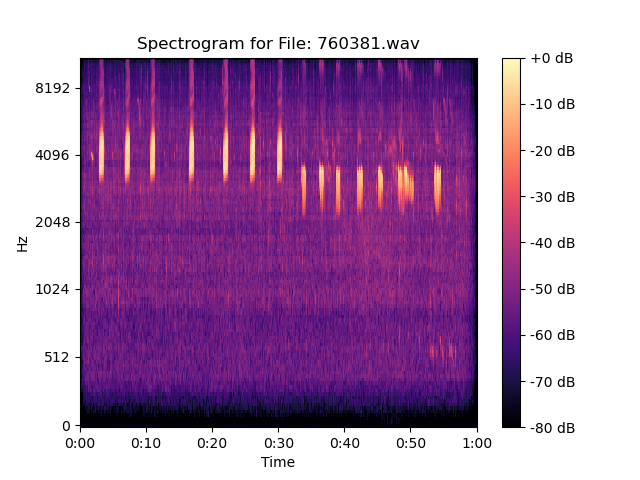 Spectrogram for File: 760381.wav
Hz
8192
4096
2048
1024
512
0
0:00 0:10 0:20 0:30 0:40 0:50 1:00
Time
+0 dB
-10 dB
-20 dB
-30 dB
-40 dB
-50 dB
-60 dB
-70 dB
-80 dB